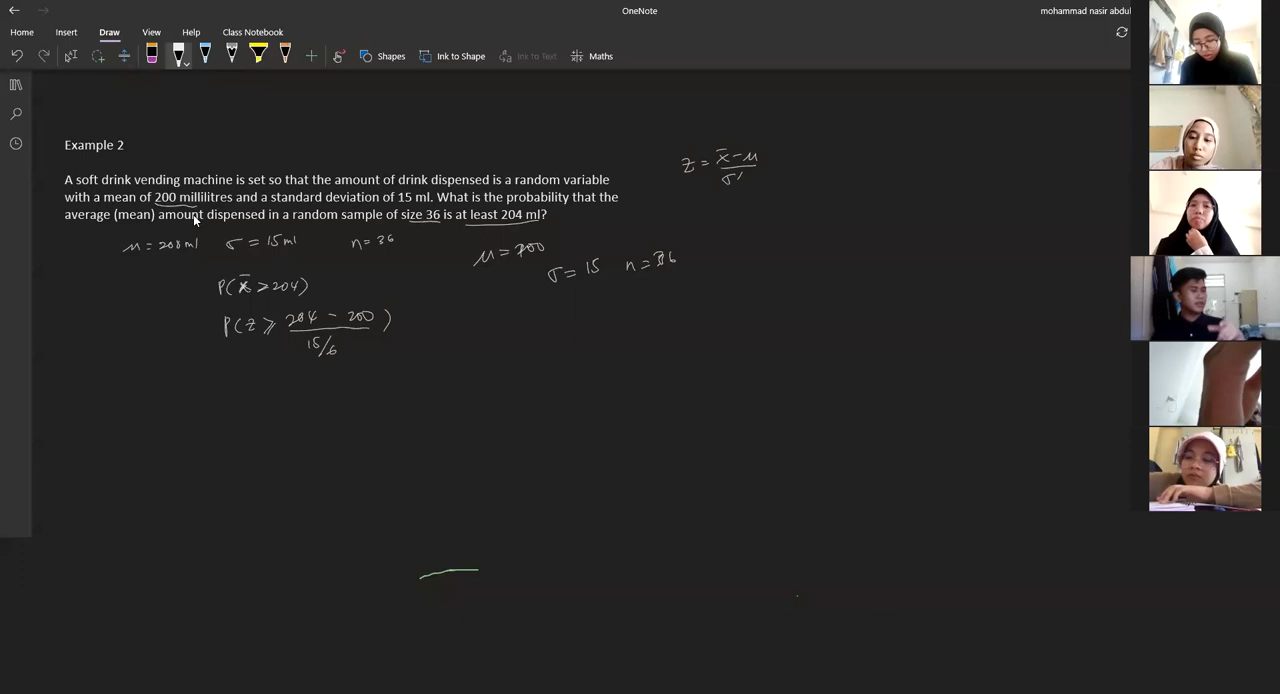 OneNote
mohammad nasir abdul
Home Insert Draw View Help Class Notebook
Shapes Ink to Shape Ink to Text Maths
Example 2
A soft drink vending machine is set so that the amount of drink dispensed is a random variable
with a mean of 200 millilitres and a standard deviation of 15 ml. What is the probability that the
average (mean) amount dispensed in a random sample of size 36 is at least 204 ml?
z = x̄ − μ
σ'
μ = 200 ml σ = 15 ml n = 36
μ = 200
σ = 15 n = 36
P( x̄ ≥ 204)
P( z ≥ 204 − 200 )
15/6